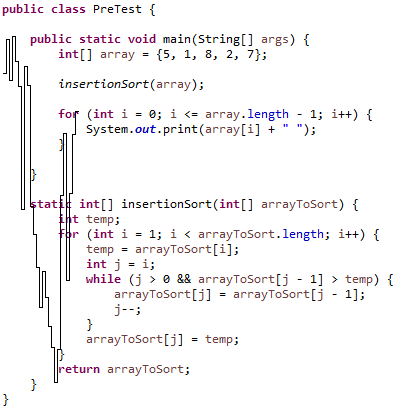 public class PreTest {
public static void main(String[] args) {
int[] array = {5, 1, 8, 2, 7};
insertionSort(array);
for (int i = 0; i <= array.length - 1; i++) {
System.out.print(array[i] + " ");
}
}
static int[] insertionSort(int[] arrayToSort) {
int temp;
for (int i = 1; i < arrayToSort.length; i++) {
temp = arrayToSort[i];
int j = i;
while (j > 0 && arrayToSort[j - 1] > temp) {
arrayToSort[j] = arrayToSort[j - 1];
j--;
}
arrayToSort[j] = temp;
}
return arrayToSort;
}
}